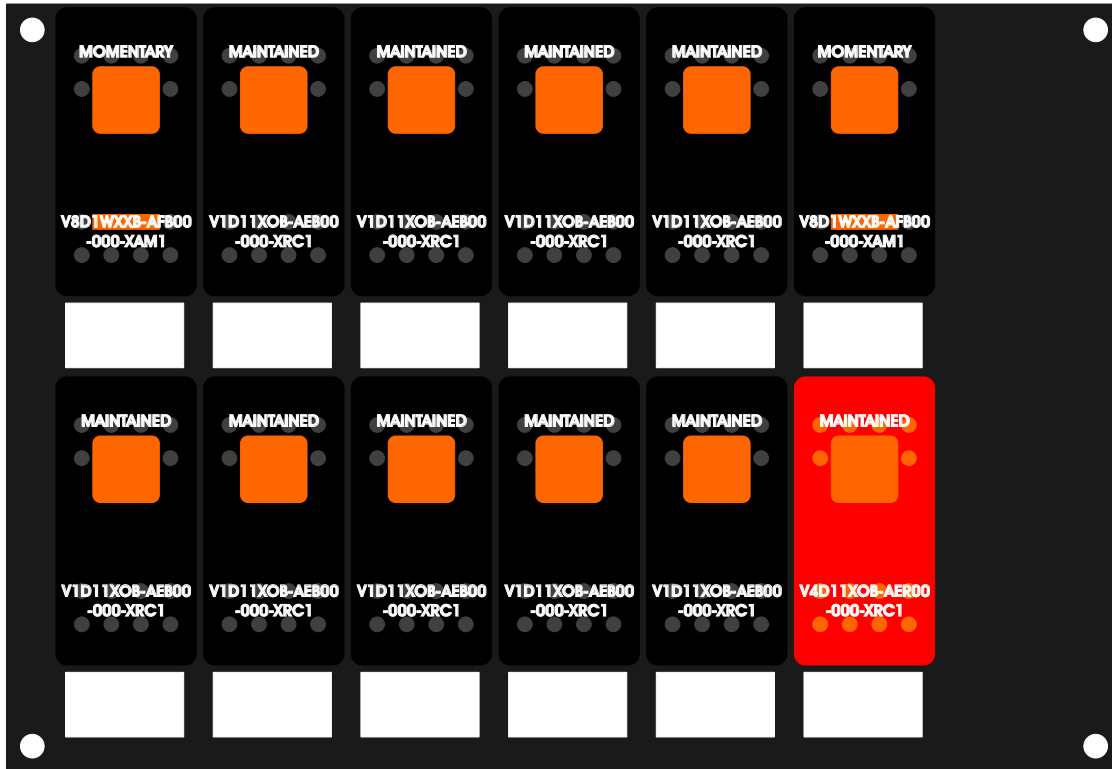 MOMENTARY MAINTAINED MAINTAINED MAINTAINED MAINTAINED MOMENTARY
V8D1WXXB-AFB00 V1D11XOB-AEB00 V1D11XOB-AEB00 V1D11XOB-AEB00 V1D11XOB-AEB00 V8D1WXXB-AFB00
-000-XAM1 -000-XRC1 -000-XRC1 -000-XRC1 -000-XRC1 -000-XAM1
MAINTAINED MAINTAINED MAINTAINED MAINTAINED MAINTAINED MAINTAINED
V1D11XOB-AEB00 V1D11XOB-AEB00 V1D11XOB-AEB00 V1D11XOB-AEB00 V1D11XOB-AEB00 V4D11XOB-AER00
-000-XRC1 -000-XRC1 -000-XRC1 -000-XRC1 -000-XRC1 -000-XRC1